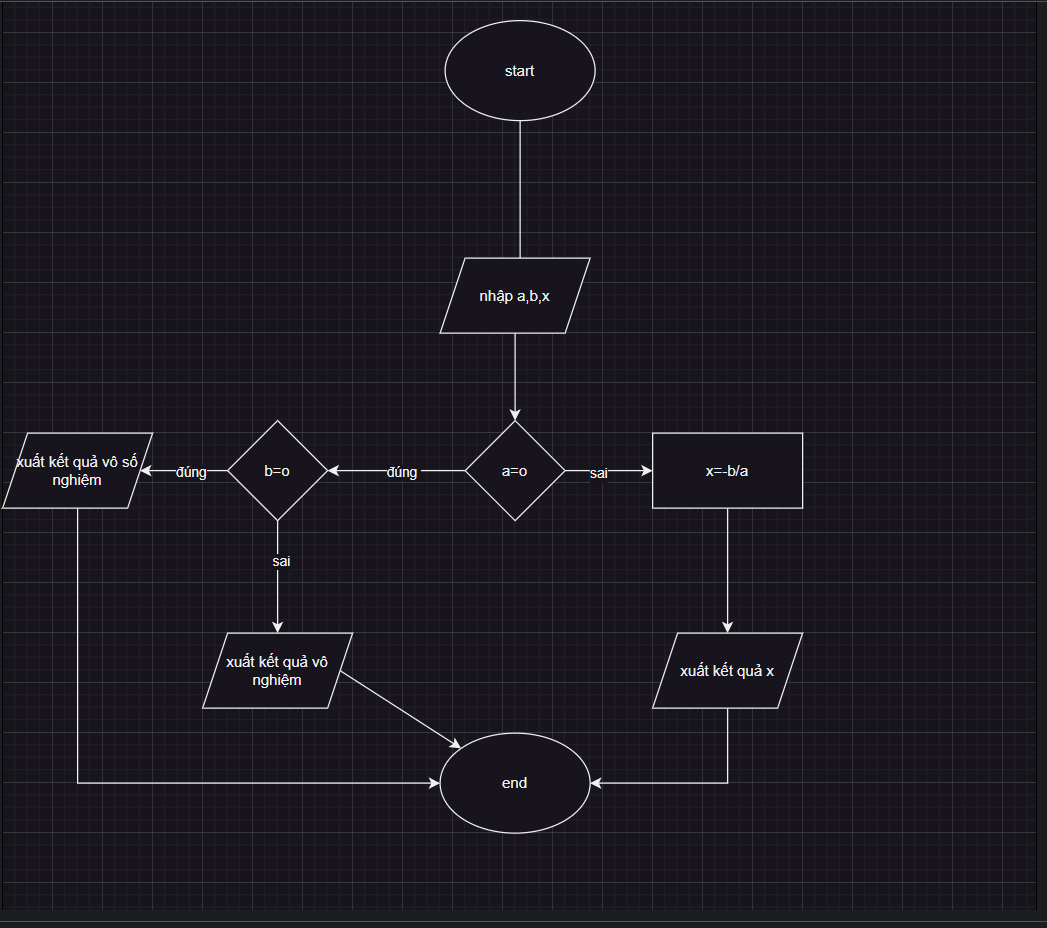 start
nhập a,b,x
xuất kết quả vô số
nghiệm
đúng
b=o
đúng
a=o
sai
x=-b/a
sai
xuất kết quả vô
nghiệm
xuất kết quả x
end